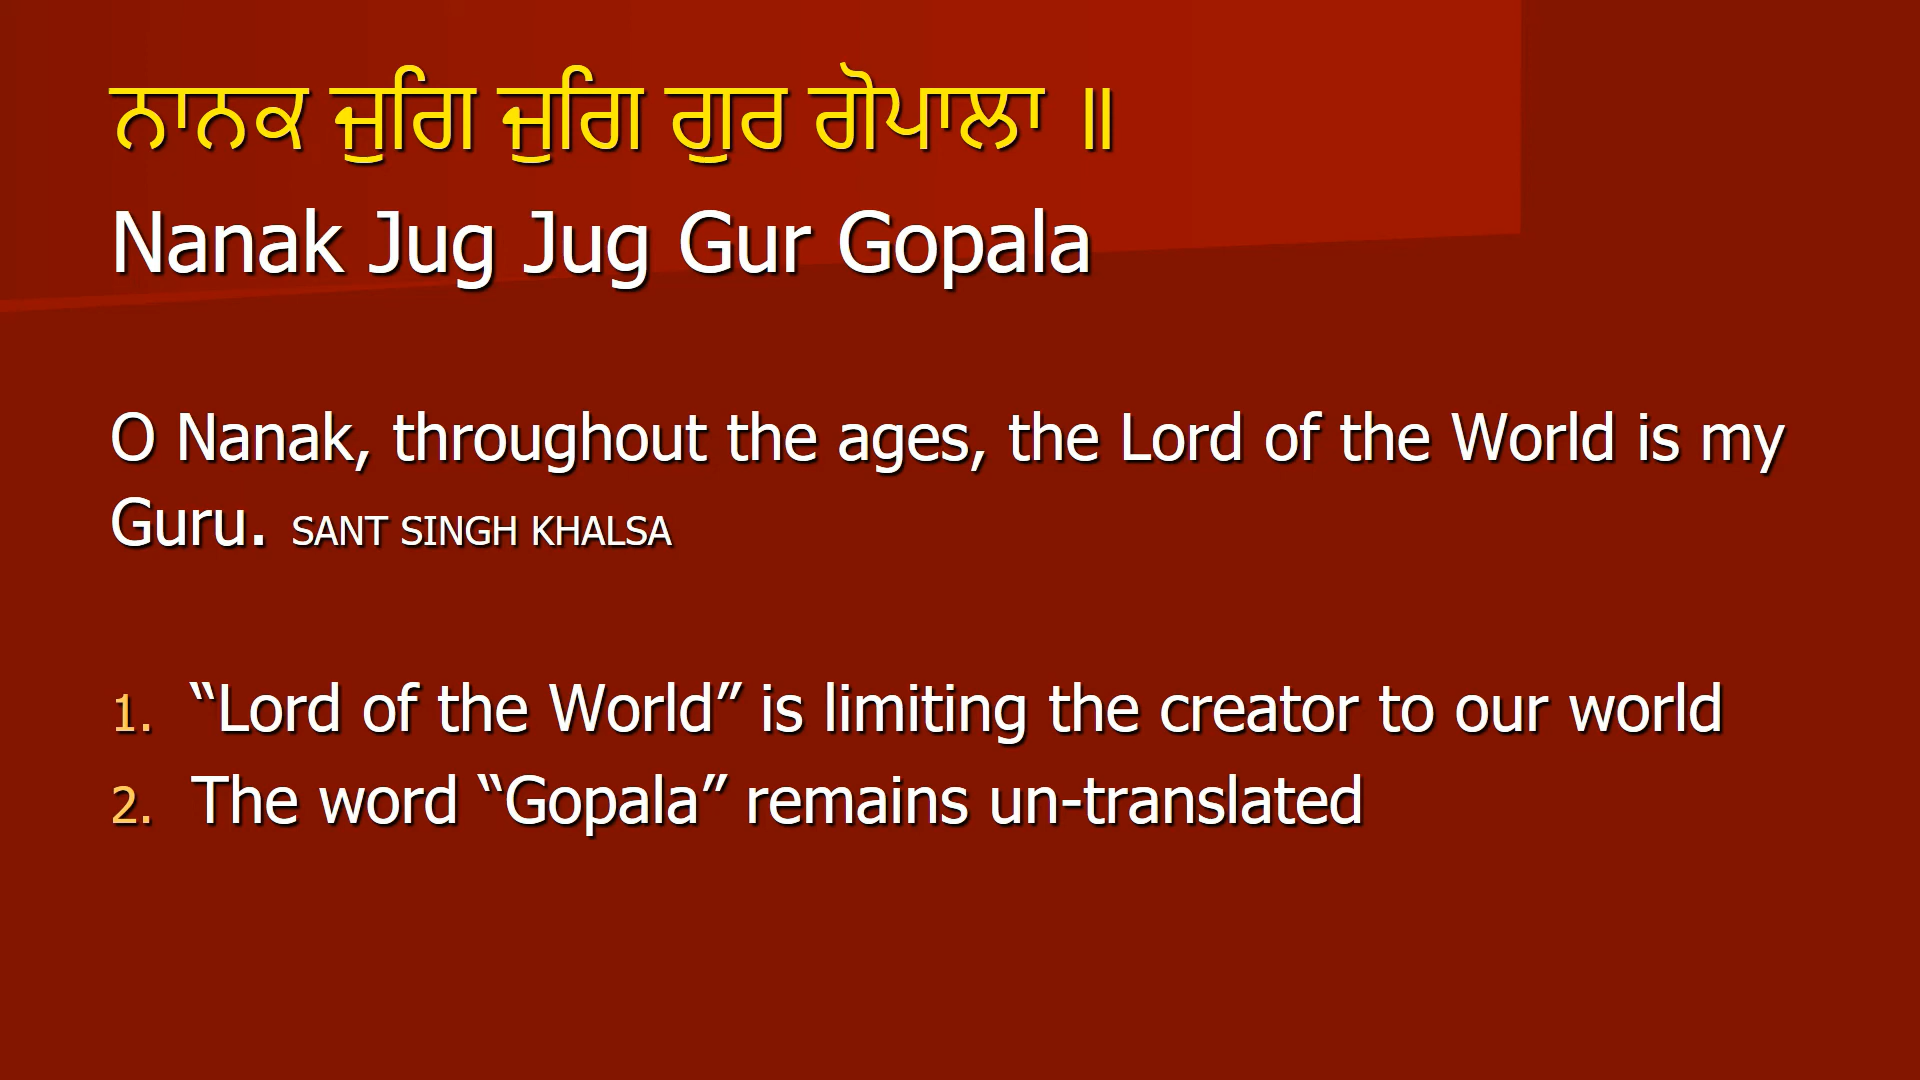 ਨਾਨਕ ਜੁਗਿ ਜੁਗਿ ਗੁਰ ਗੋਪਾਲਾ ॥
Nanak Jug Jug Gur Gopala
O Nanak, throughout the ages, the Lord of the World is my
Guru. SANT SINGH KHALSA
1. “Lord of the World” is limiting the creator to our world
2. The word “Gopala” remains un-translated